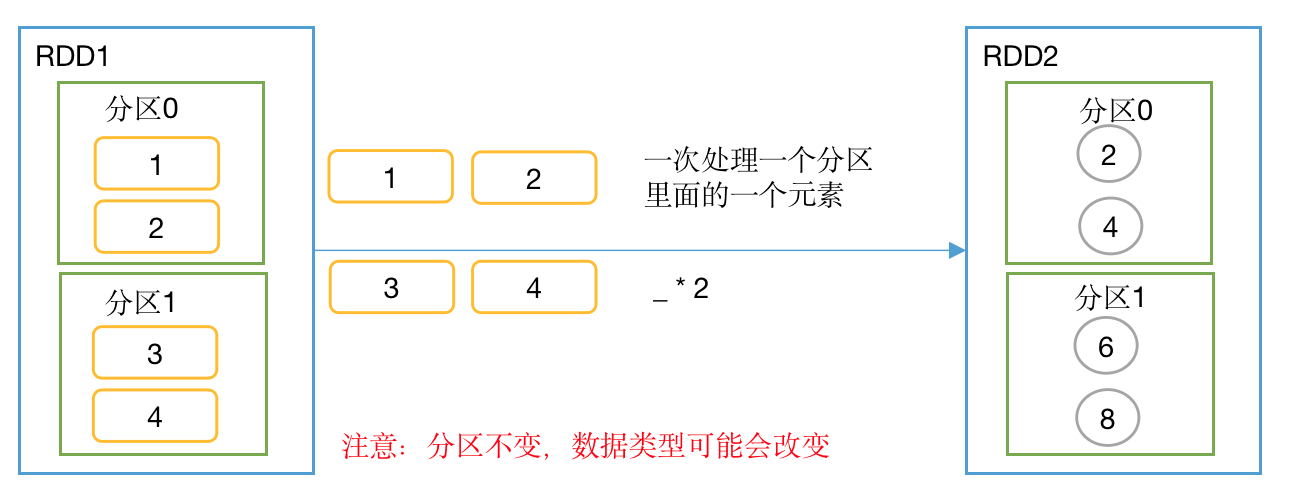 RDD1
分区0
1
2
分区1
3
4
1 2
一次处理一个分区
里面的一个元素
3 4
_ * 2
注意：分区不变，数据类型可能会改变
RDD2
分区0
2
4
分区1
6
8